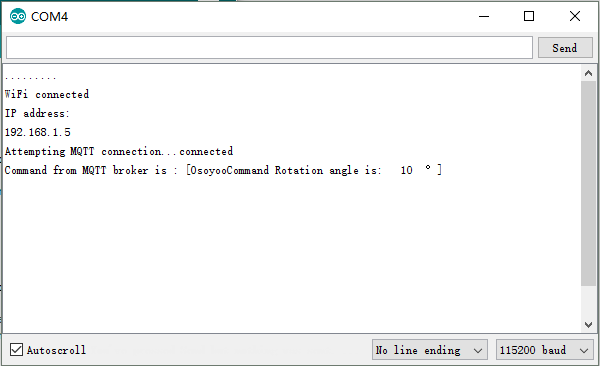 COM4
Send
.........
WiFi connected
IP address:
192.168.1.5
Attempting MQTT connection...connected
Command from MQTT broker is : [OsoyooCommand Rotation angle is:   10  ° ]
Autoscroll
No line ending
115200 baud